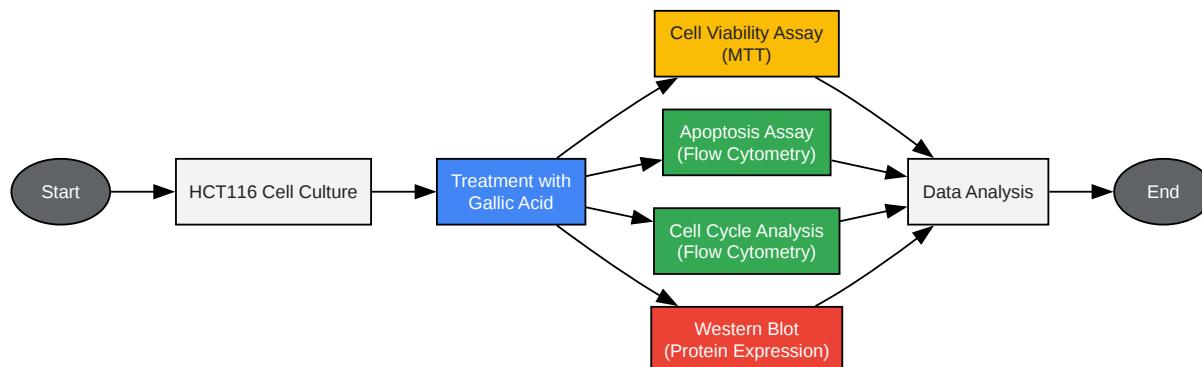 Start
HCT116 Cell Culture
Treatment with
Gallic Acid
Cell Viability Assay
(MTT)
Apoptosis Assay
(Flow Cytometry)
Cell Cycle Analysis
(Flow Cytometry)
Western Blot
(Protein Expression)
Data Analysis
End